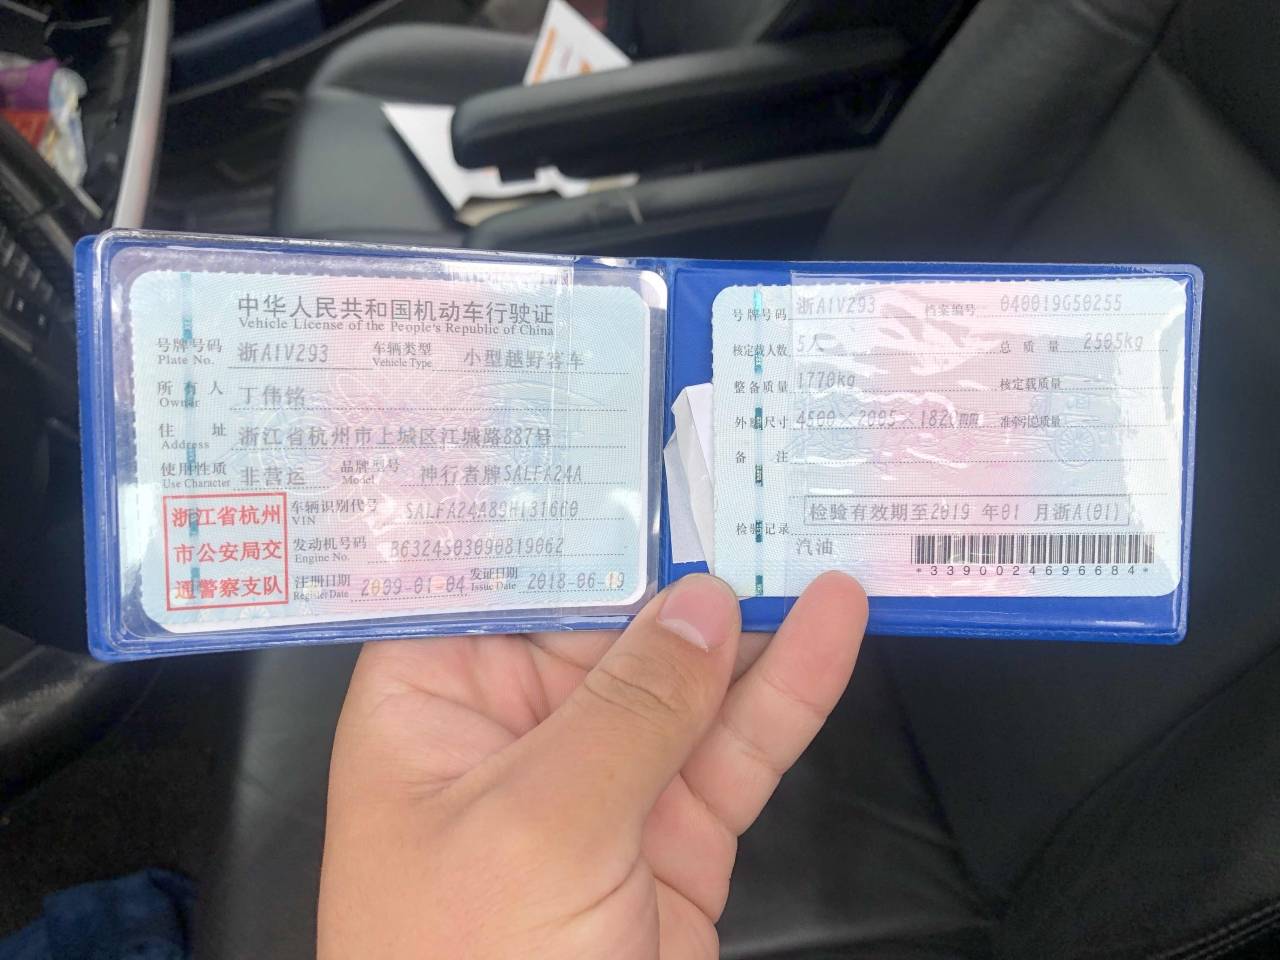 中华人民共和国机动车行驶证
Vehicle License of the People's Republic of China
号牌号码 浙A1V293 车辆类型 小型越野客车
Plate No. Vehicle Type
所有人 丁伟铭
Owner
住址 浙江省杭州市上城区江城路887号
Address
使用性质 非营运 品牌型号 神行者牌SALFA24A
Use Character Model
浙江省杭州
市公安局交
通警察支队
车辆识别代号 SALFA24A89H131660
VIN
发动机号码 B6324S03090819062
Engine No.
注册日期 2009-01-04 发证日期 2018-06-19
Register Date Issue Date
号牌号码 浙A1V293 档案编号 040019G50255
核定载人数 5人 总质量 2505kg
整备质量 1770kg 核定载质量 --
外廓尺寸 4500×2005×1820mm 准牵引总质量 --
备注
检验记录 检验有效期至2019 年01 月浙A(01)
汽油
*3390024696684*